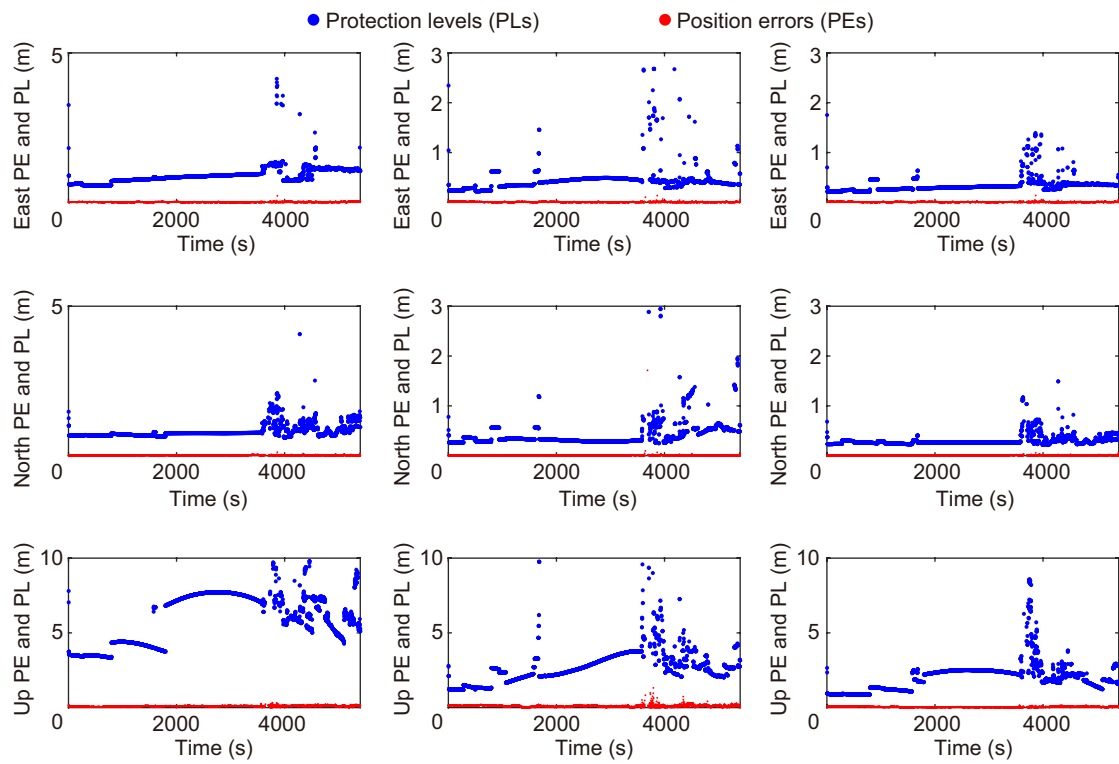 Protection levels (PLs) Position errors (PEs)
East PE and PL (m)
5
0 2000 4000
Time (s)
East PE and PL (m)
3
2
1
0 2000 4000
Time (s)
East PE and PL (m)
3
2
1
0 2000 4000
Time (s)
North PE and PL (m)
5
0 2000 4000
Time (s)
North PE and PL (m)
3
2
1
0 2000 4000
Time (s)
North PE and PL (m)
3
2
1
0 2000 4000
Time (s)
Up PE and PL (m)
10
5
0 2000 4000
Time (s)
Up PE and PL (m)
10
5
0 2000 4000
Time (s)
Up PE and PL (m)
10
5
0 2000 4000
Time (s)